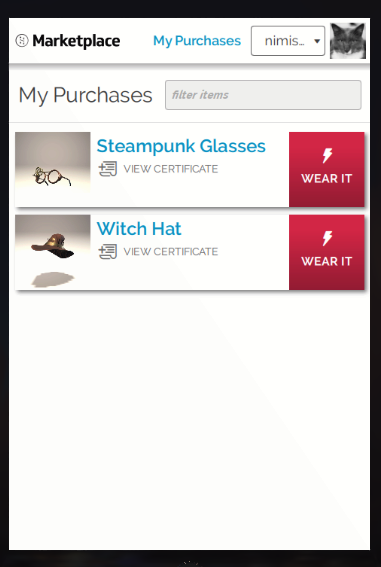 Marketplace My Purchases nimis...
My Purchases filter items
Steampunk Glasses
VIEW CERTIFICATE
WEAR IT
Witch Hat
VIEW CERTIFICATE
WEAR IT